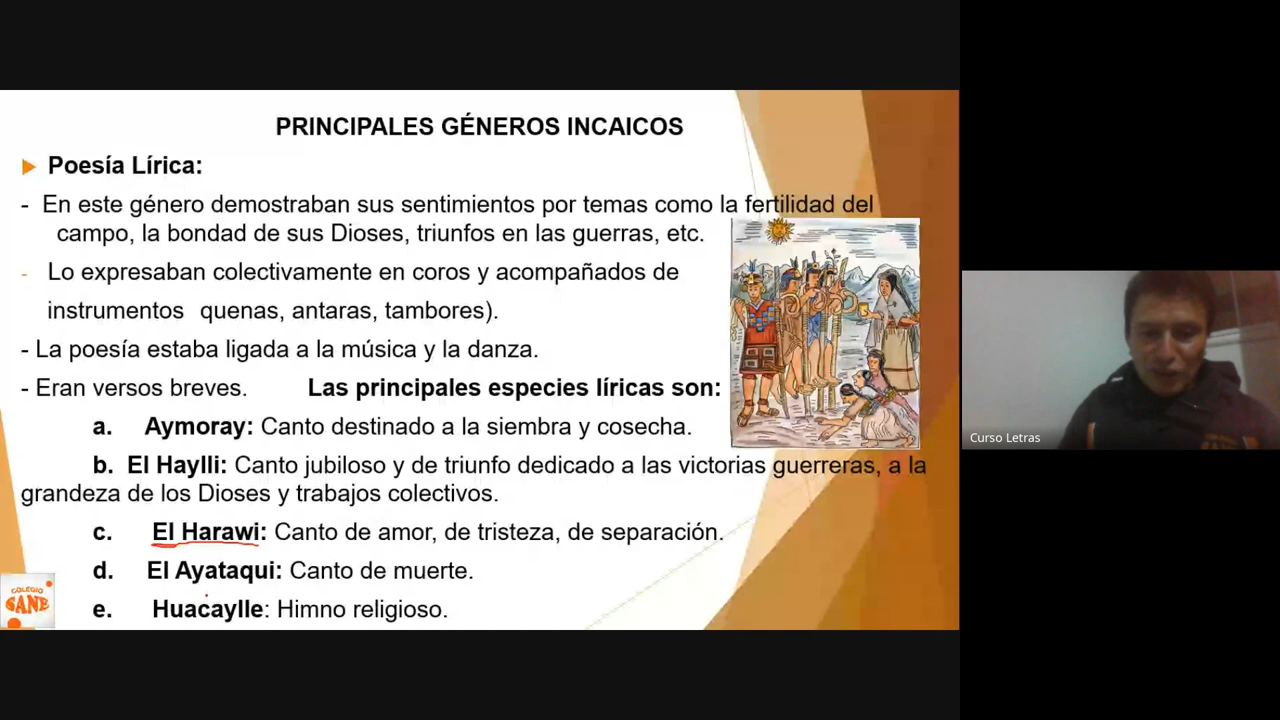 PRINCIPALES GÉNEROS INCAICOS
Poesía Lírica:
- En este género demostraban sus sentimientos por temas como la fertilidad del
campo, la bondad de sus Dioses, triunfos en las guerras, etc.
- Lo expresaban colectivamente en coros y acompañados de
instrumentos quenas, antaras, tambores).
- La poesía estaba ligada a la música y la danza.
- Eran versos breves. Las principales especies líricas son:
a. Aymoray: Canto destinado a la siembra y cosecha.
b. El Haylli: Canto jubiloso y de triunfo dedicado a las victorias guerreras, a la
grandeza de los Dioses y trabajos colectivos.
c. El Harawi: Canto de amor, de tristeza, de separación.
d. El Ayataqui: Canto de muerte.
e. Huacaylle: Himno religioso.
COLEGIO
SANE
Curso Letras